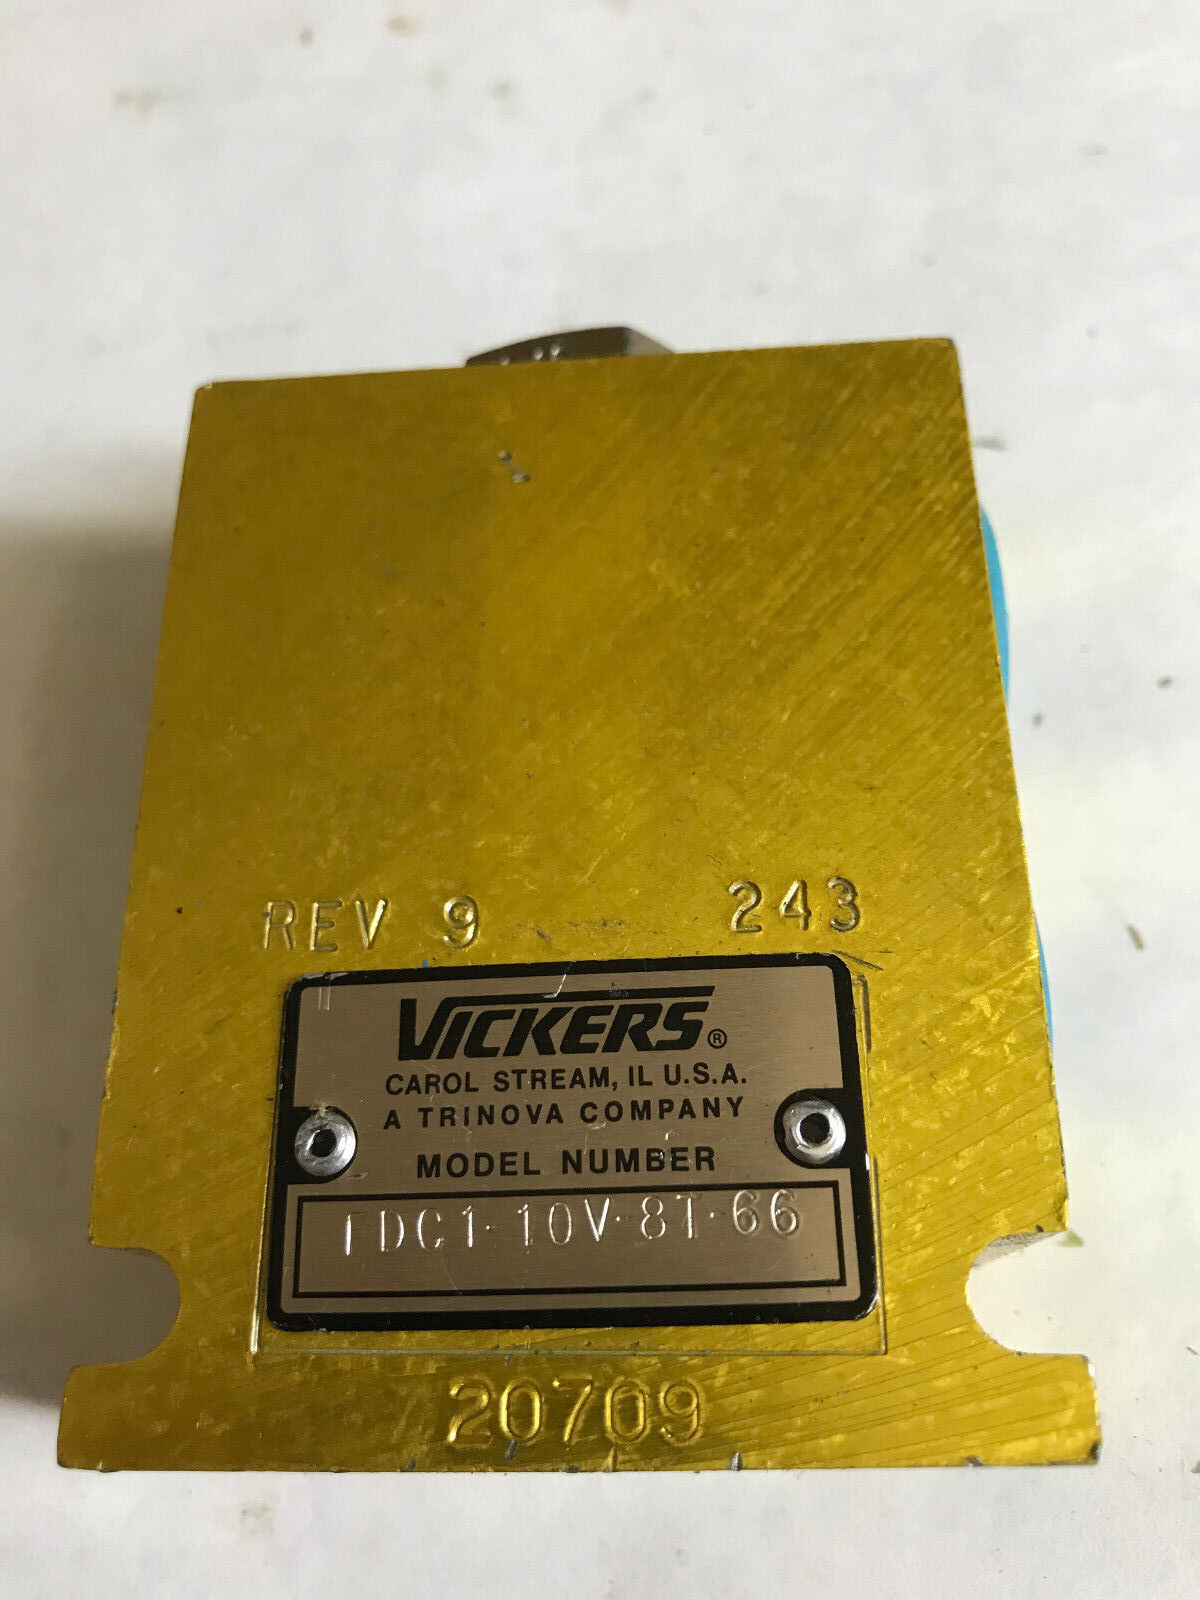 REV 9 243
VICKERS®
CAROL STREAM, IL U.S.A.
A TRINOVA COMPANY
MODEL NUMBER
FDC1-10V-8T-66
20709